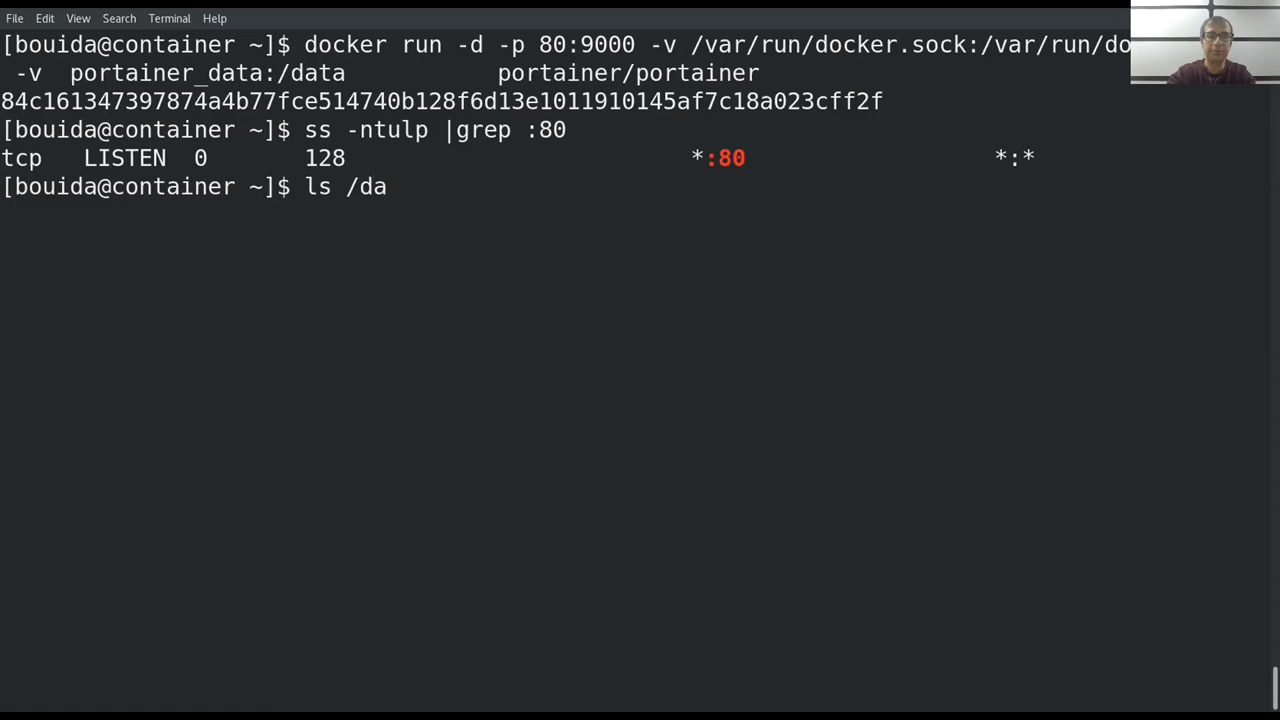 File Edit View Search Terminal Help
[bouida@container ~]$ docker run -d -p 80:9000 -v /var/run/docker.sock:/var/run/do
-v portainer_data:/data portainer/portainer
84c161347397874a4b77fce514740b128f6d13e1011910145af7c18a023cff2f
[bouida@container ~]$ ss -ntulp |grep :80
tcp LISTEN 0 128 *:80 *:*
[bouida@container ~]$ ls /da